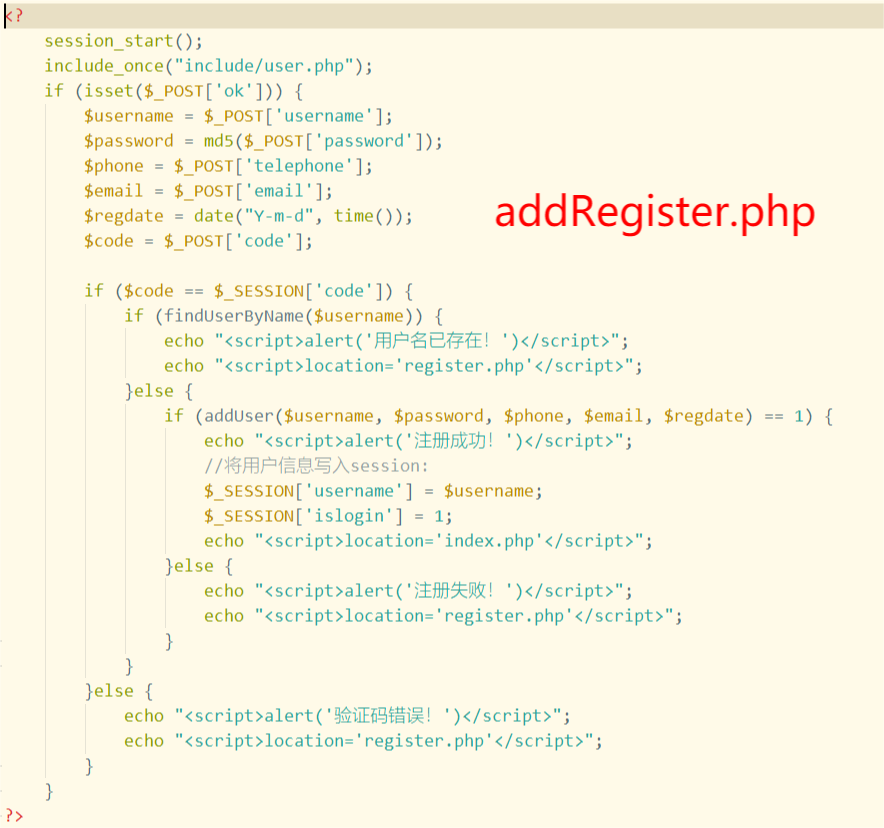 <?
session_start();
include_once("include/user.php");
if (isset($_POST['ok'])) {
$username = $_POST['username'];
$password = md5($_POST['password']);
$phone = $_POST['telephone'];
$email = $_POST['email'];
$regdate = date("Y-m-d", time());
$code = $_POST['code'];
addRegister.php
if ($code == $_SESSION['code']) {
if (findUserByName($username)) {
echo "<script>alert('用户名已存在！')</script>";
echo "<script>location='register.php'</script>";
}else {
if (addUser($username, $password, $phone, $email, $regdate) == 1) {
echo "<script>alert('注册成功！')</script>";
//将用户信息写入session:
$_SESSION['username'] = $username;
$_SESSION['islogin'] = 1;
echo "<script>location='index.php'</script>";
}else {
echo "<script>alert('注册失败！')</script>";
echo "<script>location='register.php'</script>";
}
}
}else {
echo "<script>alert('验证码错误！')</script>";
echo "<script>location='register.php'</script>";
}
}
?>